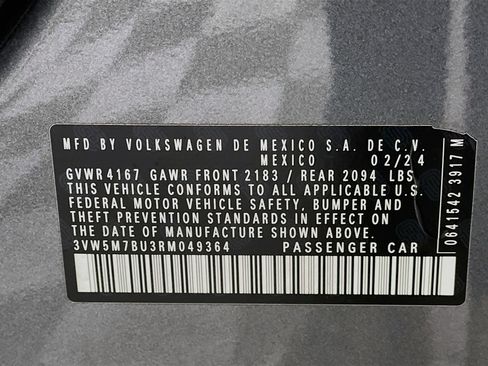 MFD BY VOLKSWAGEN DE MEXICO S.A. DE C.V.
MEXICO 02/24
GVWR 4167 GAWR FRONT 2183 / REAR 2094 LBS
THIS VEHICLE CONFORMS TO ALL APPLICABLE U.S.
FEDERAL MOTOR VEHICLE SAFETY, BUMPER AND
THEFT PREVENTION STANDARDS IN EFFECT ON
THE DATE OF MANUFACTURE SHOWN ABOVE.
3VW5M7BU3RM049364 PASSENGER CAR
0641542 3917 M